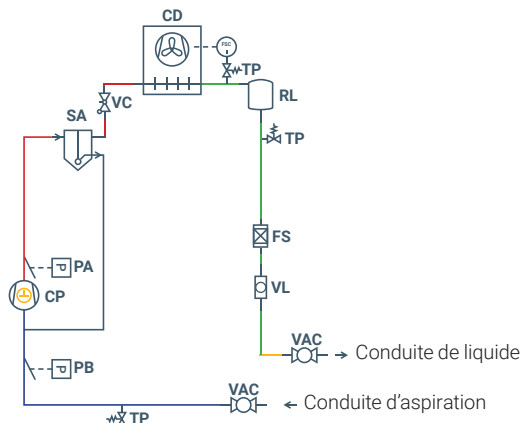 CD
FSC
TP
VC
RL
SA
TP
FS
PA
P
CP
VL
VAC
Conduite de liquide
PB
P
VAC
Conduite d'aspiration
TP